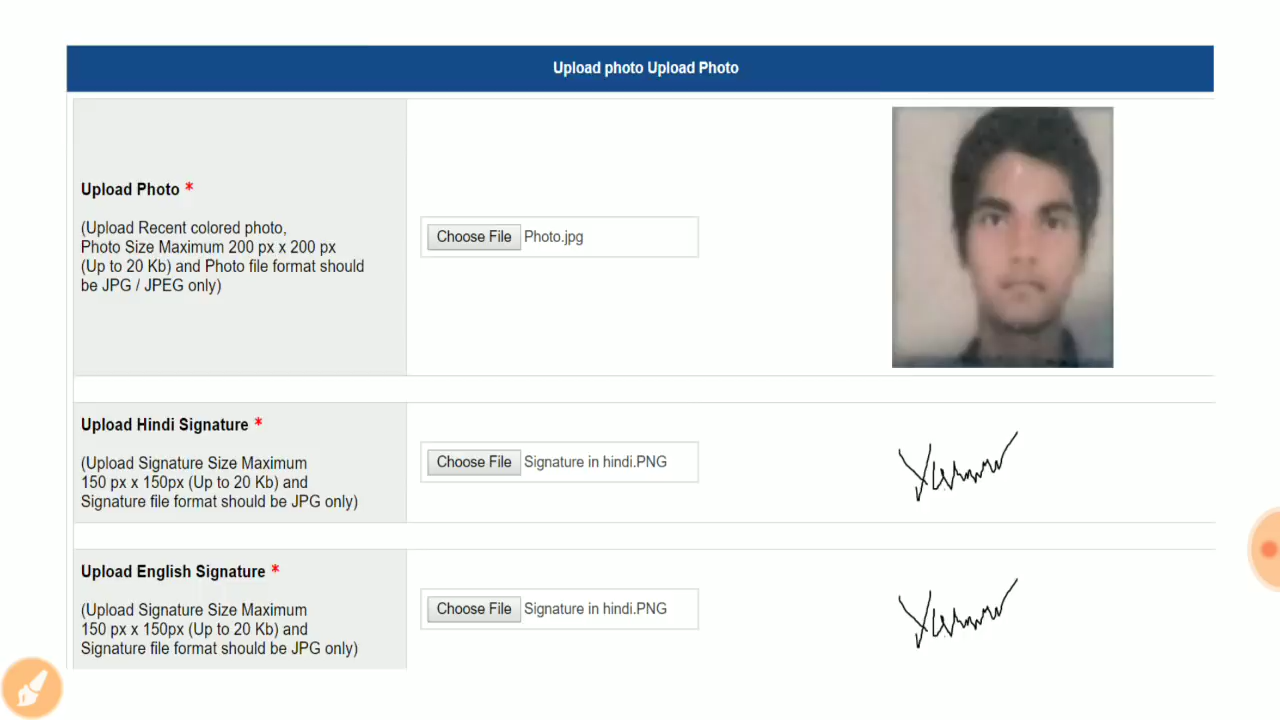 Upload photo Upload Photo
Upload Photo *
(Upload Recent colored photo,
Photo Size Maximum 200 px x 200 px
(Up to 20 Kb) and Photo file format should
be JPG / JPEG only)
Choose File Photo.jpg
Upload Hindi Signature *
(Upload Signature Size Maximum
150 px x 150px (Up to 20 Kb) and
Signature file format should be JPG only)
Choose File Signature in hindi.PNG
Upload English Signature *
(Upload Signature Size Maximum
150 px x 150px (Up to 20 Kb) and
Signature file format should be JPG only)
Choose File Signature in hindi.PNG